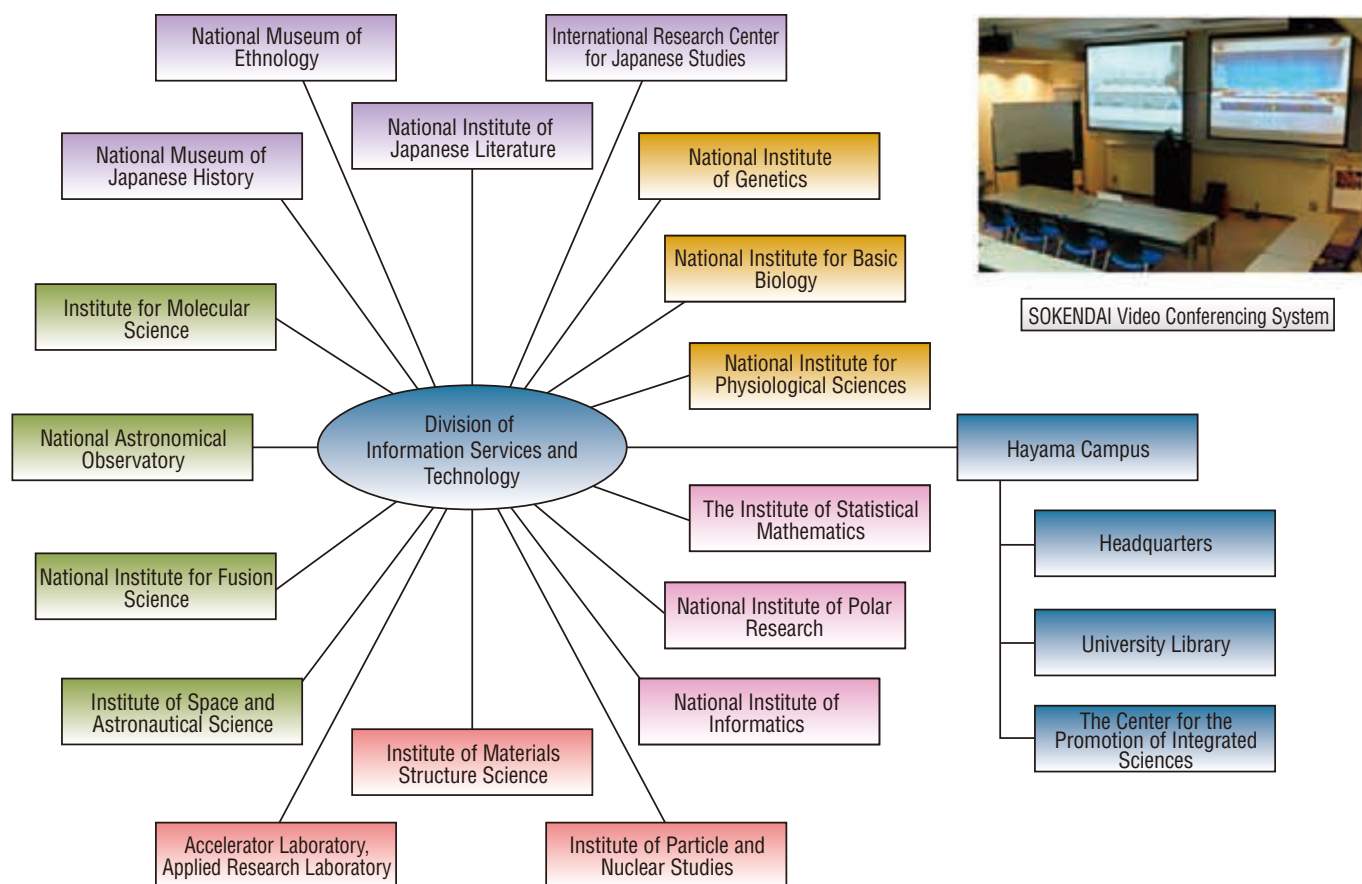 National Museum of
Ethnology
International Research Center
for Japanese Studies
National Institute of
Japanese Literature
National Museum of
Japanese History
National Institute
of Genetics
National Institute for Basic
Biology
Institute for Molecular
Science
SOKENDAI Video Conferencing System
National Institute for
Physiological Sciences
Division of
Information Services and
Technology
National Astronomical
Observatory
Hayama Campus
The Institute of Statistical
Mathematics
Headquarters
National Institute for Fusion
Science
National Institute of Polar
Research
University Library
Institute of Space and
Astronautical Science
National Institute of
Informatics
The Center for the
Promotion of Integrated
Sciences
Institute of Materials
Structure Science
Accelerator Laboratory,
Applied Research Laboratory
Institute of Particle and
Nuclear Studies